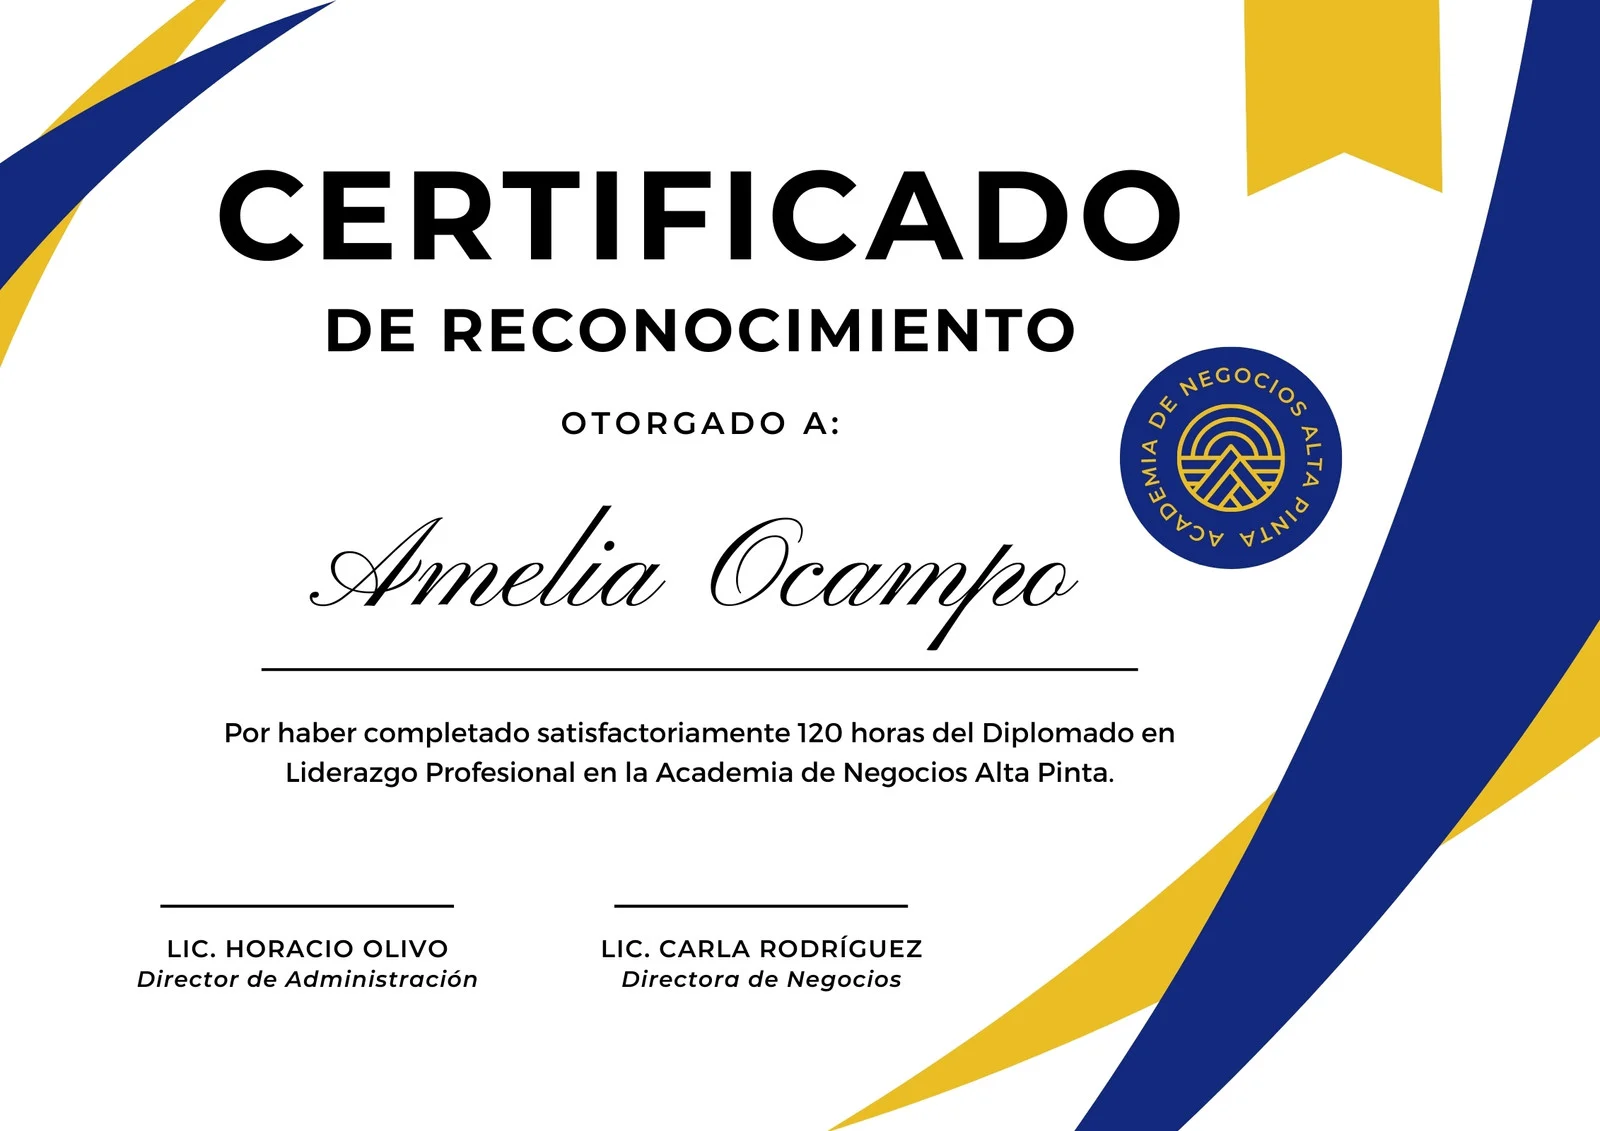 CERTIFICADO
DE RECONOCIMIENTO
OTORGADO A:
ACADEMIA DE NEGOCIOS ALTA PINTA
Amelia Ocampo
Por haber completado satisfactoriamente 120 horas del Diplomado en
Liderazgo Profesional en la Academia de Negocios Alta Pinta.
LIC. HORACIO OLIVO
Director de Administración
LIC. CARLA RODRÍGUEZ
Directora de Negocios